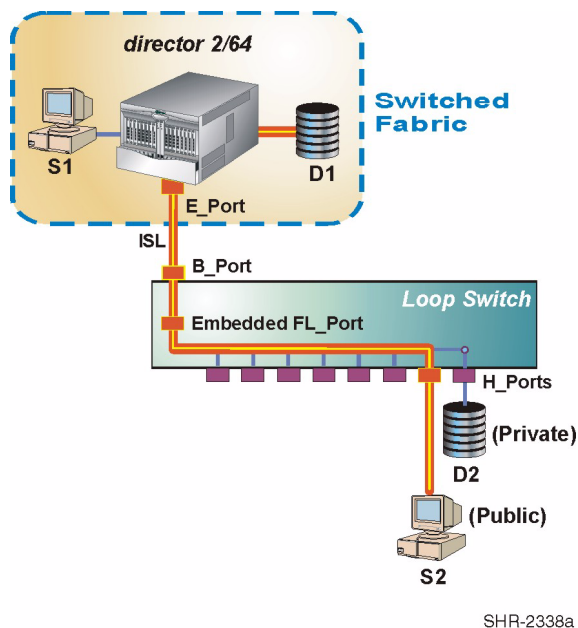 director 2/64
Switched
Fabric
S1
D1
E_Port
ISL
B_Port
Loop Switch
Embedded FL_Port
H_Ports
(Private)
D2
(Public)
S2
SHR-2338a